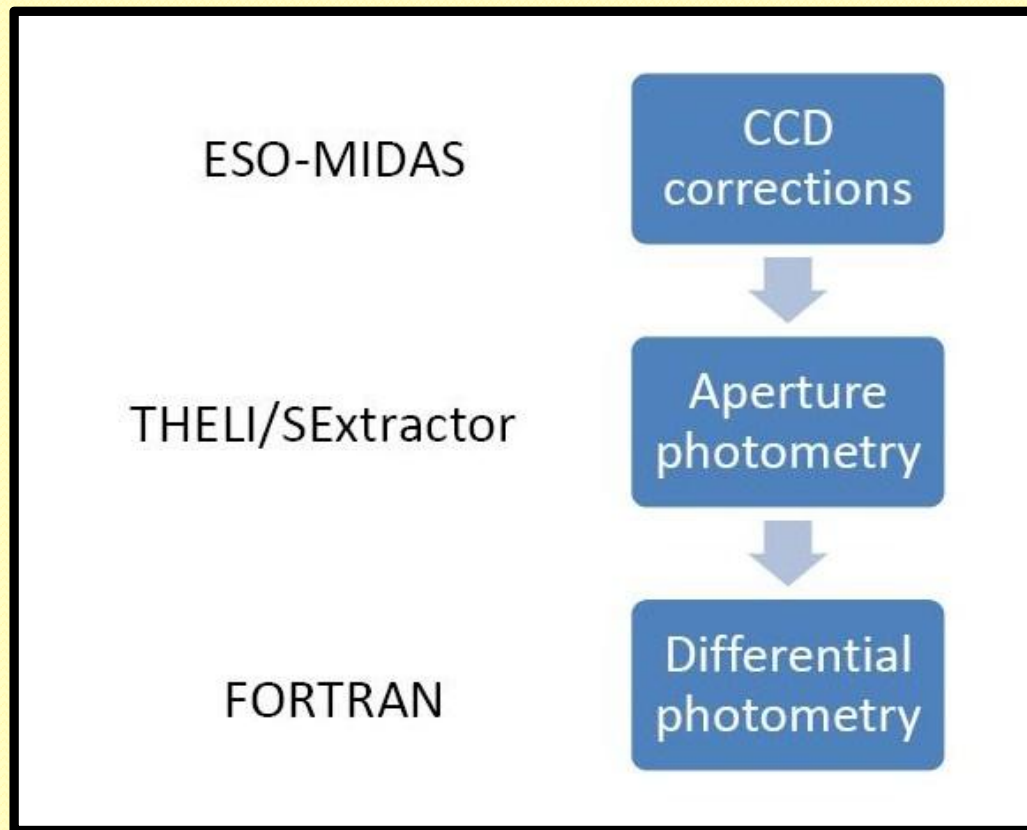 ESO-MIDAS
CCD
corrections
THELI/SExtractor
Aperture
photometry
FORTRAN
Differential
photometry